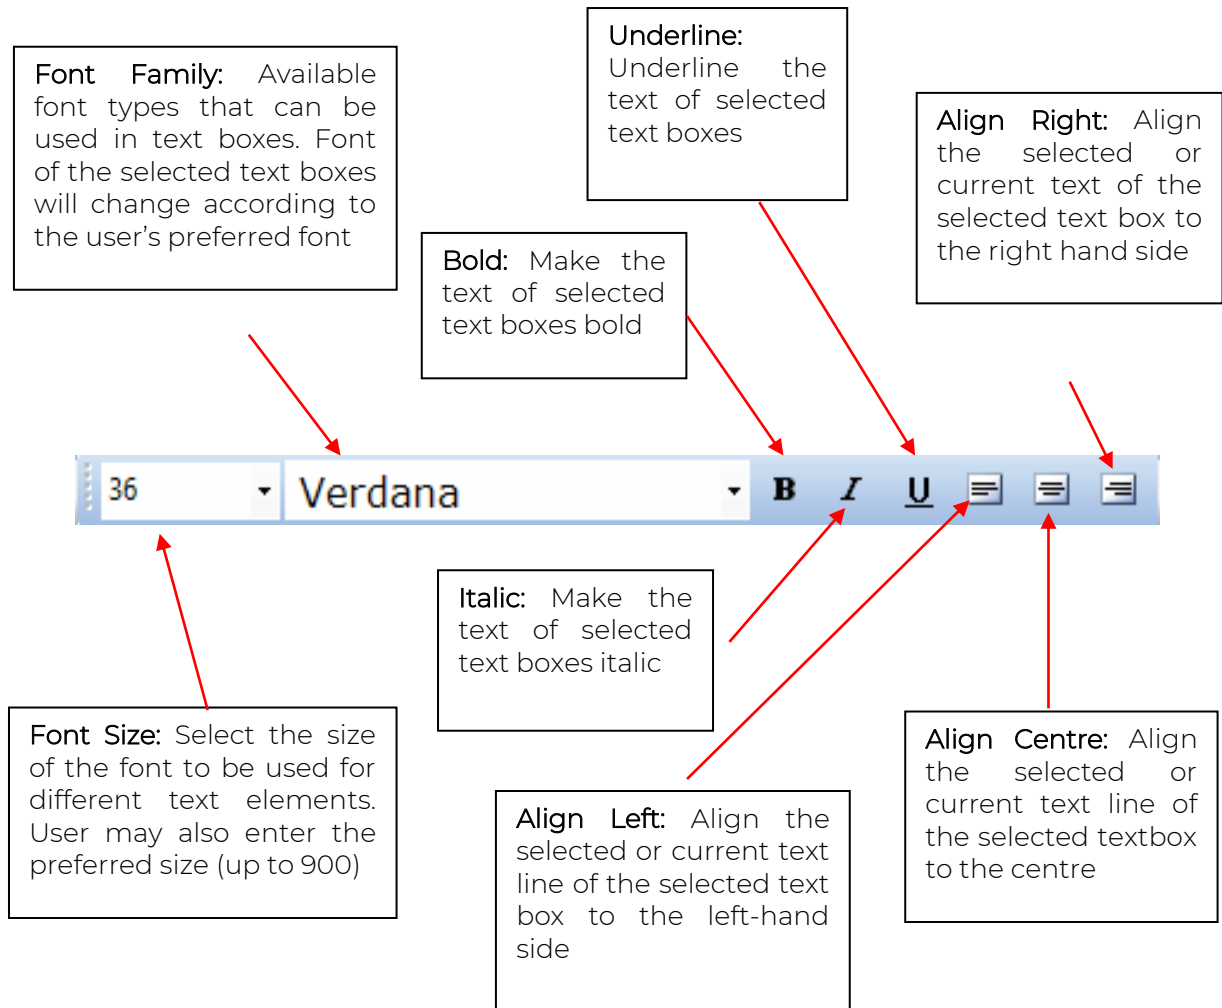 Font Family: Available
font types that can be
used in text boxes. Font
of the selected text boxes
will change according to
the user’s preferred font
Underline:
Underline the
text of selected
text boxes
Align Right: Align
the selected or
current text of the
selected text box to
the right hand side
Bold: Make the
text of selected
text boxes bold
36 Verdana B I U
Italic: Make the
text of selected
text boxes italic
Font Size: Select the size
of the font to be used for
different text elements.
User may also enter the
preferred size (up to 900)
Align Left: Align the
selected or current text
line of the selected text
box to the left-hand
side
Align Centre: Align
the selected or
current text line of
the selected textbox
to the centre